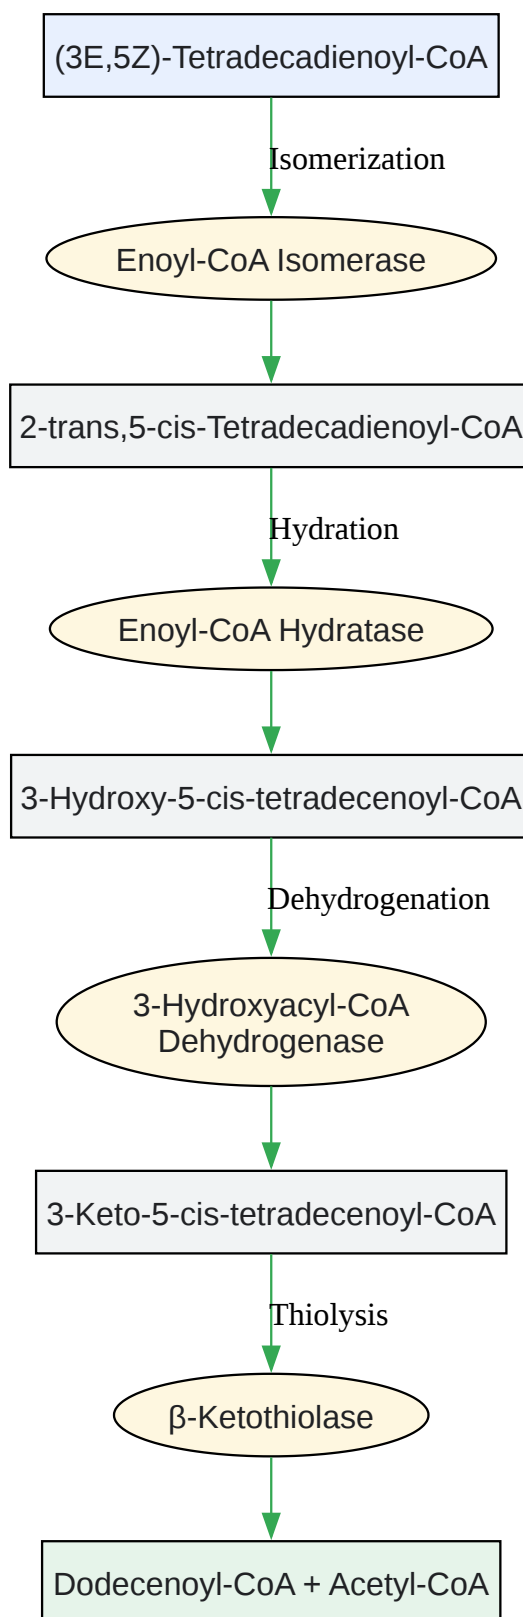 (3E,5Z)-Tetradecadienoyl-CoA
Isomerization
Enoyl-CoA Isomerase
2-trans,5-cis-Tetradecadienoyl-CoA
Hydration
Enoyl-CoA Hydratase
3-Hydroxy-5-cis-tetradecenoyl-CoA
Dehydrogenation
3-Hydroxyacyl-CoA
Dehydrogenase
3-Keto-5-cis-tetradecenoyl-CoA
Thiolysis
β-Ketothiolase
Dodecenoyl-CoA + Acetyl-CoA